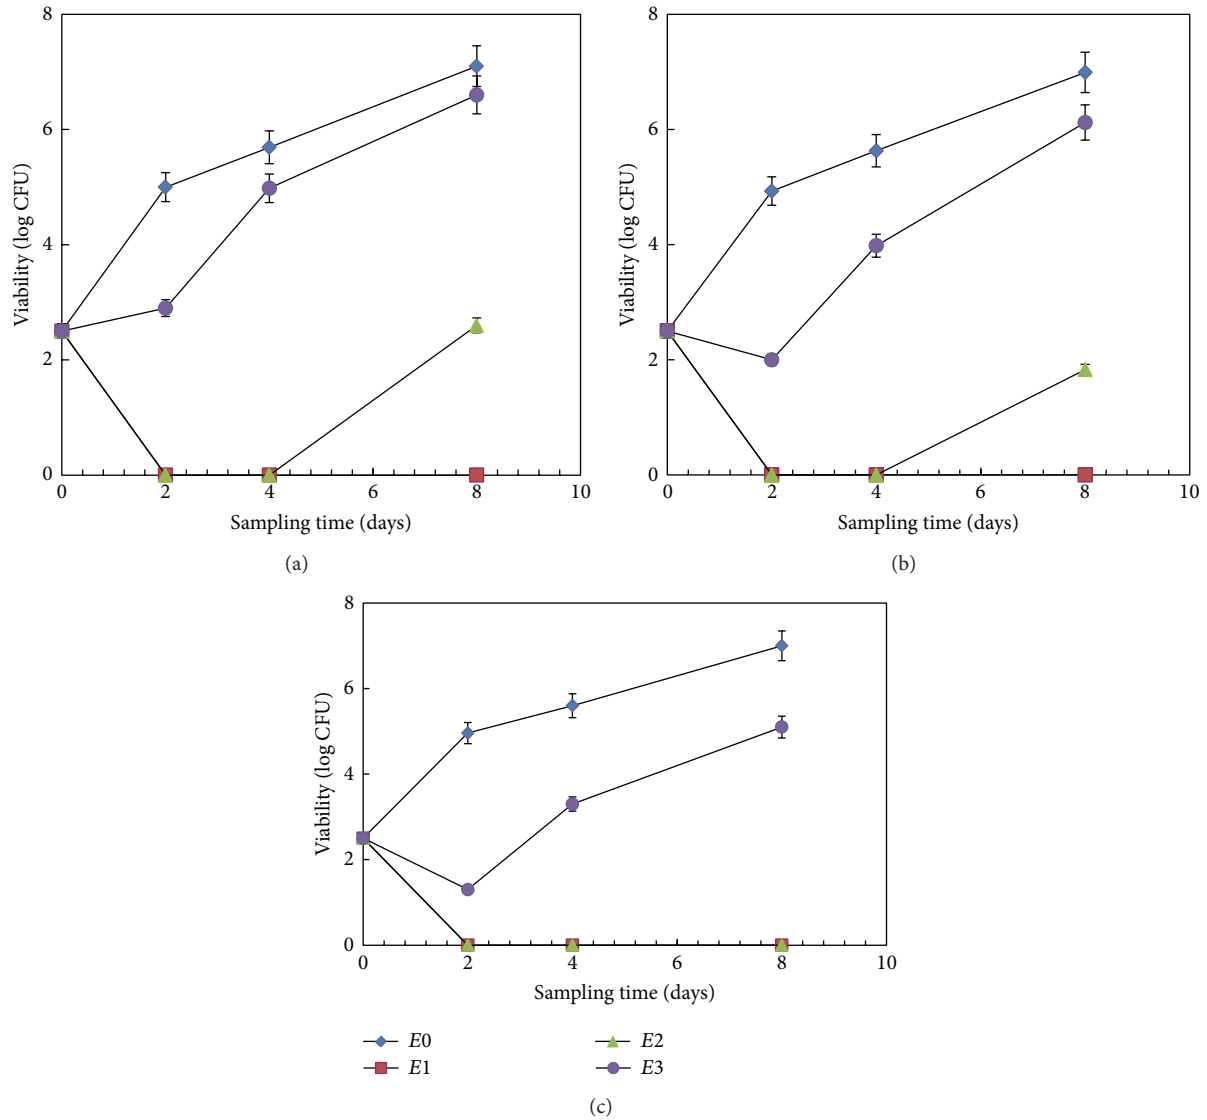 8
6
4
2
0
Viability (log CFU)
0 2 4 6 8 10
Sampling time (days)
(a)
8
6
4
2
0
Viability (log CFU)
0 2 4 6 8 10
Sampling time (days)
(b)
8
6
4
2
0
Viability (log CFU)
0 2 4 6 8 10
Sampling time (days)
E0
E1
E2
E3
(c)